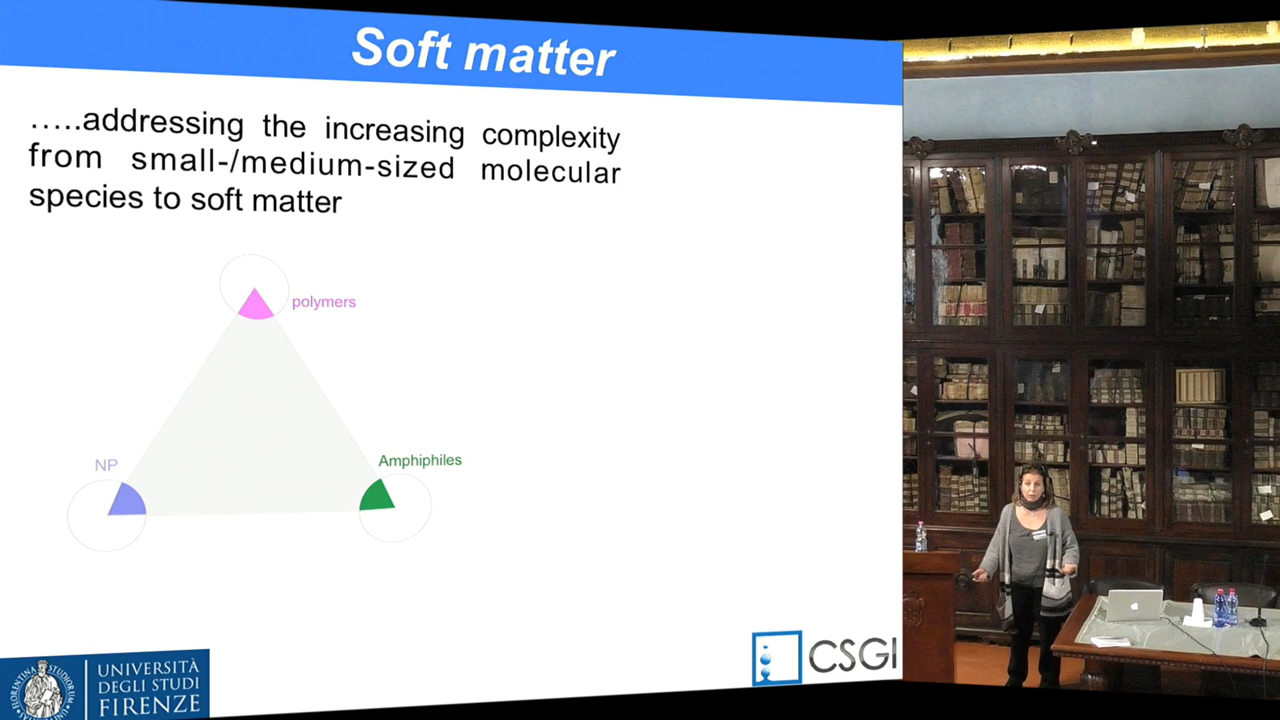 Soft matter
…..addressing the increasing complexity
from small-/medium-sized molecular
species to soft matter
polymers
NP
Amphiphiles
UNIVERSITÀ
DEGLI STUDI
FIRENZE
CSGI